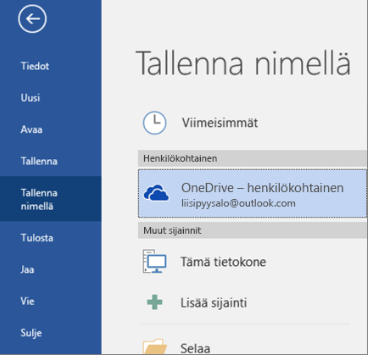 Tiedot
Uusi
Avaa
Tallenna
Tallenna
nimellä
Tulosta
Jaa
Vie
Sulje
Tallenna nimellä
Viimeisimmät
Henkilökohtainen
OneDrive – henkilökohtainen
liisipyysalo@outlook.com
Muut sijainnit
Tämä tietokone
Lisää sijainti
Selaa